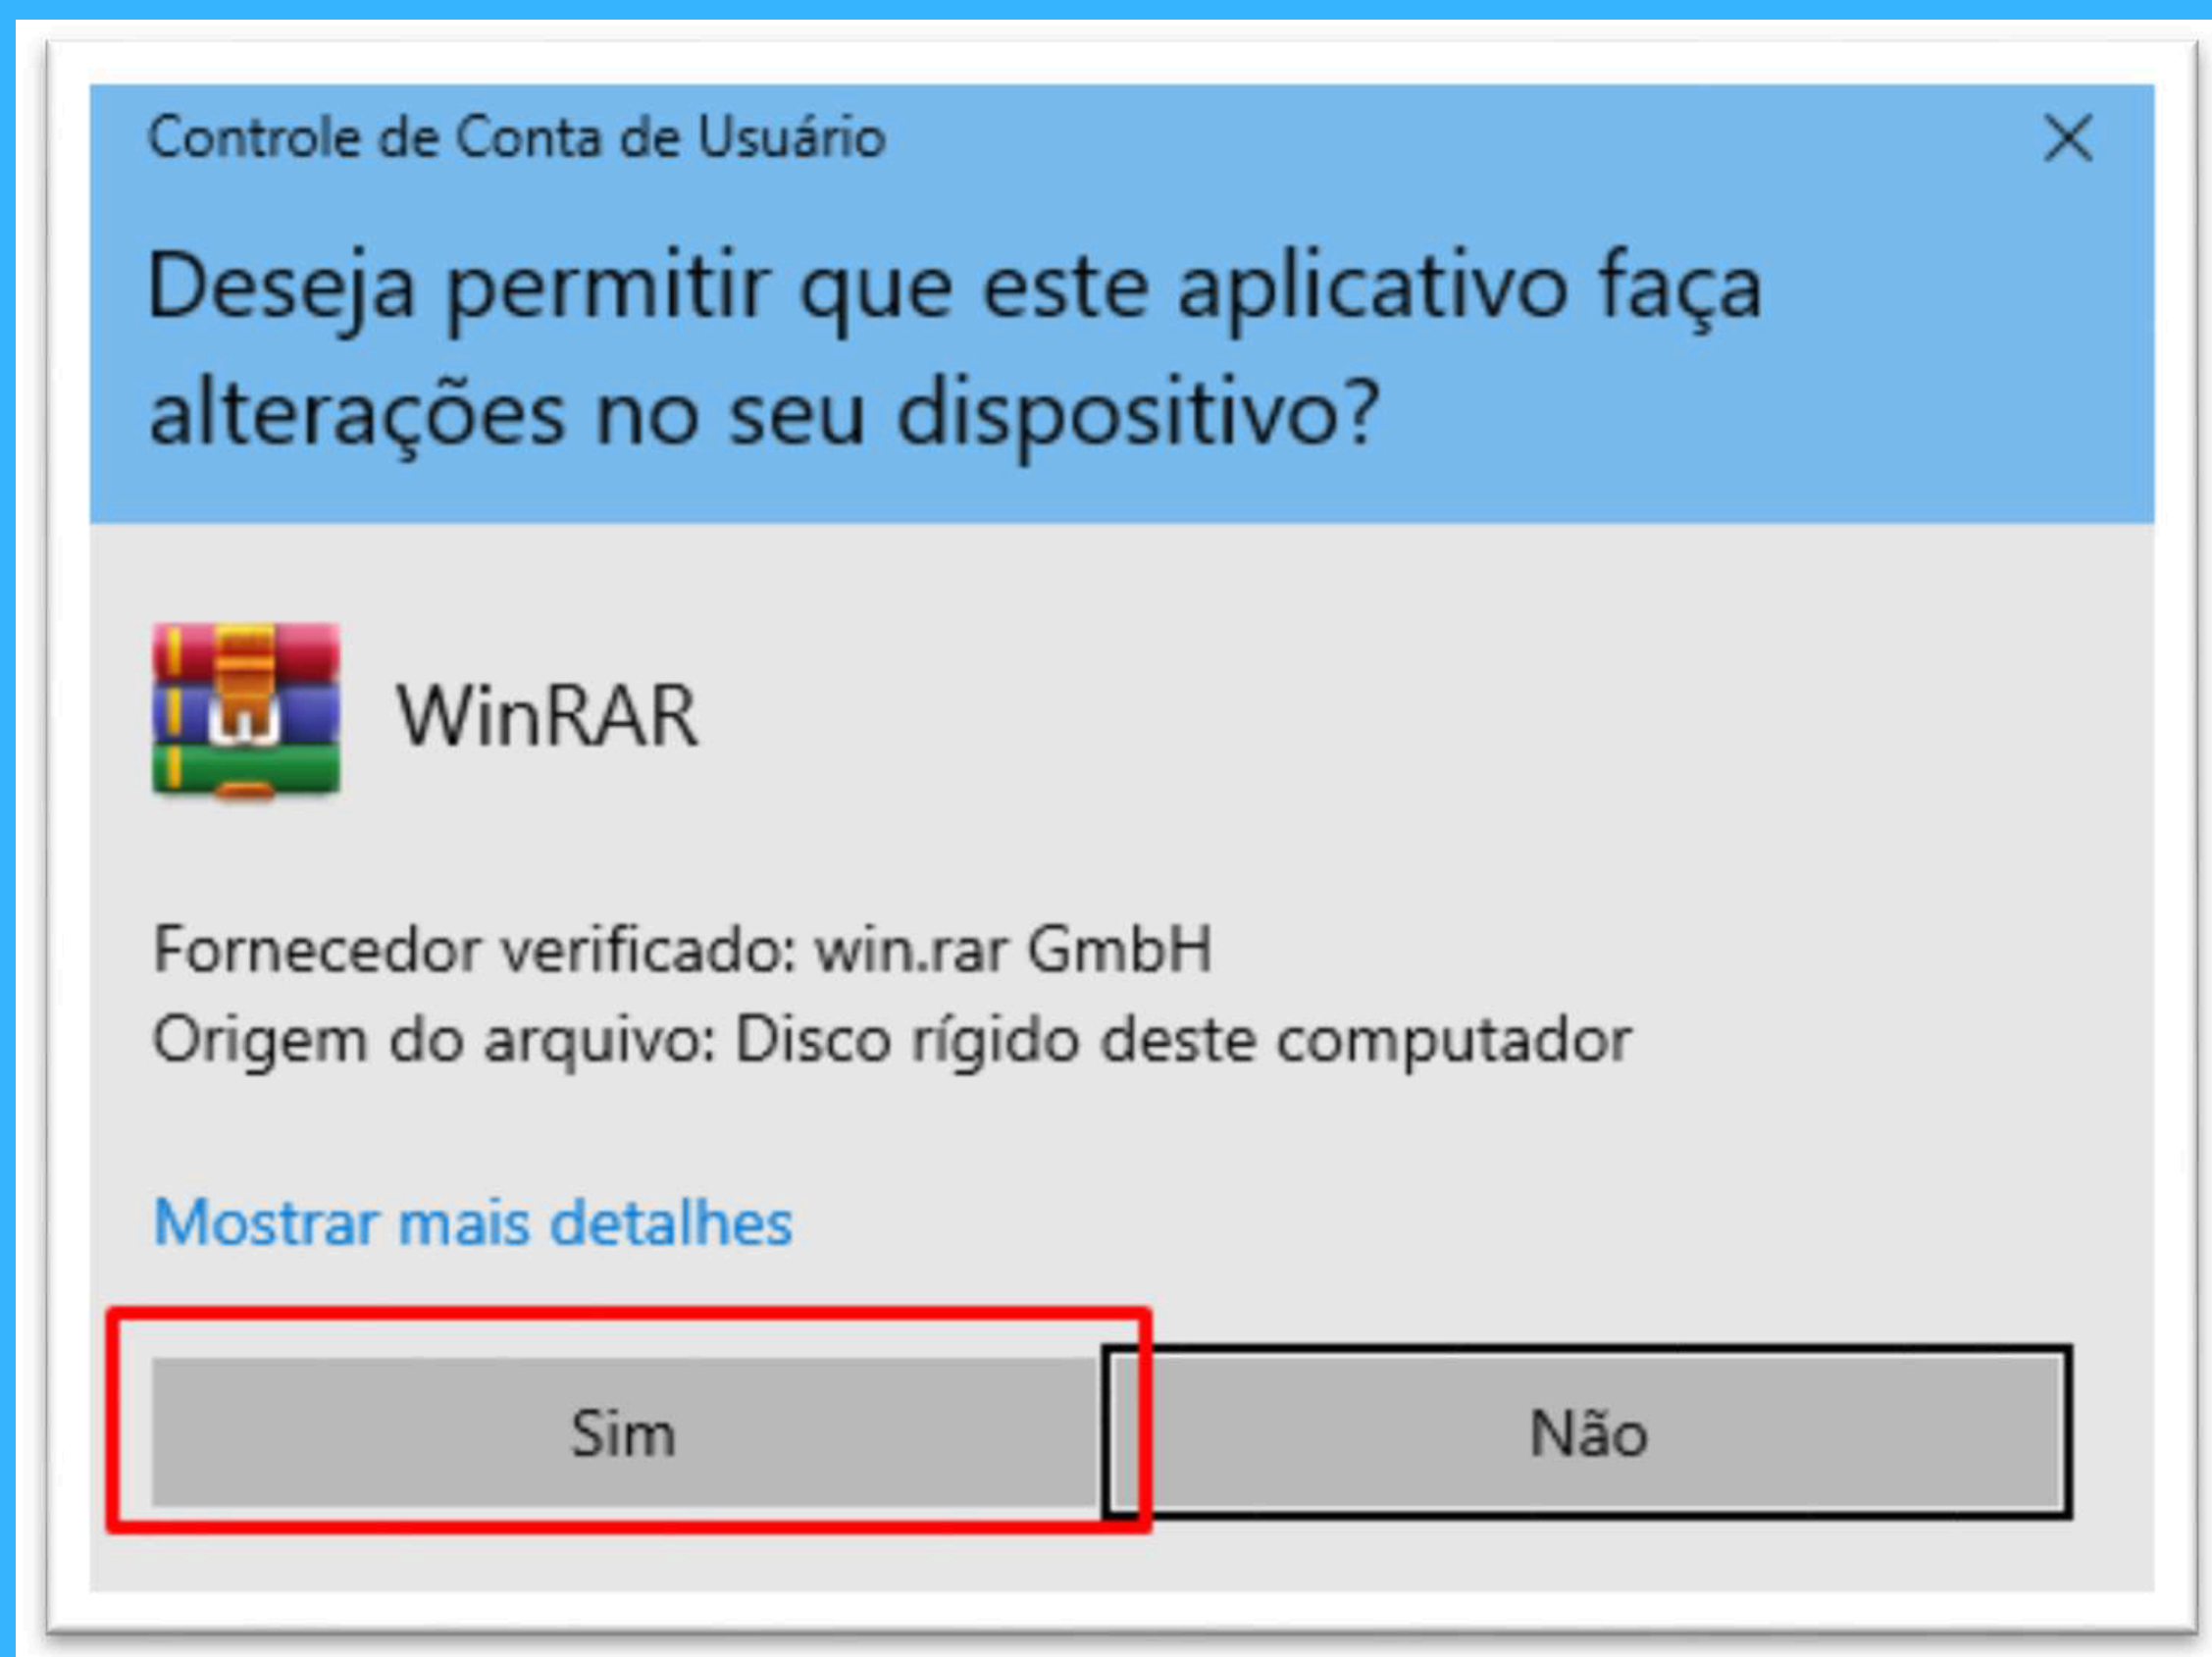 Controle de Conta de Usuário
Deseja permitir que este aplicativo faça
alterações no seu dispositivo?
WinRAR
Fornecedor verificado: win.rar GmbH
Origem do arquivo: Disco rígido deste computador
Mostrar mais detalhes
Sim
Não